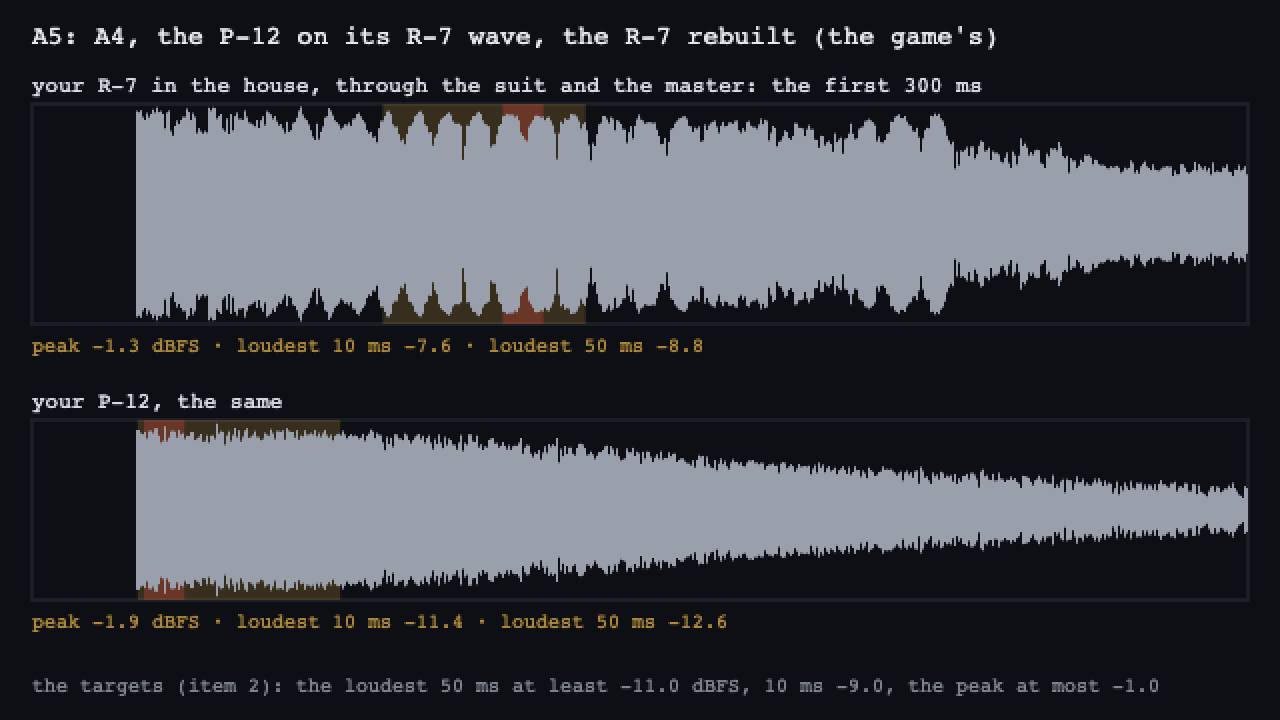 A5: A4, the P-12 on its R-7 wave, the R-7 rebuilt (the game's)
your R-7 in the house, through the suit and the master: the first 300 ms
peak -1.3 dBFS · loudest 10 ms -7.6 · loudest 50 ms -8.8
your P-12, the same
peak -1.9 dBFS · loudest 10 ms -11.4 · loudest 50 ms -12.6
the targets (item 2): the loudest 50 ms at least -11.0 dBFS, 10 ms -9.0, the peak at most -1.0